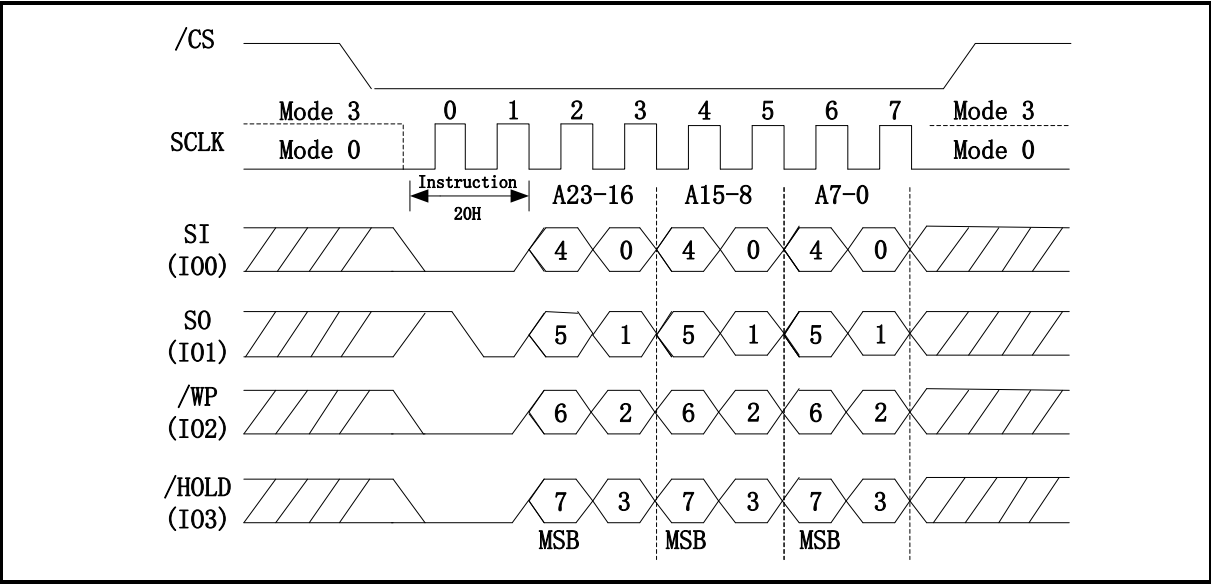 /CS
Mode 3 0 1 2 3 4 5 6 7 Mode 3
SCLK
Mode 0 Mode 0
Instruction
20H
A23-16 A15-8 A7-0
SI
(IO0)
4 0 4 0 4 0
SO
(IO1)
5 1 5 1 5 1
/WP
(IO2)
6 2 6 2 6 2
/HOLD
(IO3)
7 3 7 3 7 3
MSB MSB MSB